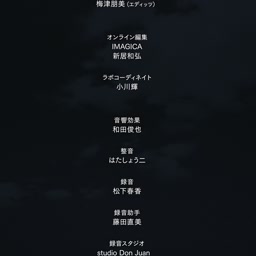 梅津朋美（エディッツ）
オンライン編集
IMAGICA
新居和弘
ラボコーディネイト
小川輝
音響効果
和田俊也
整音
はたしょう二
録音
松下春香
録音助手
藤田直美
録音スタジオ
studio Don Juan